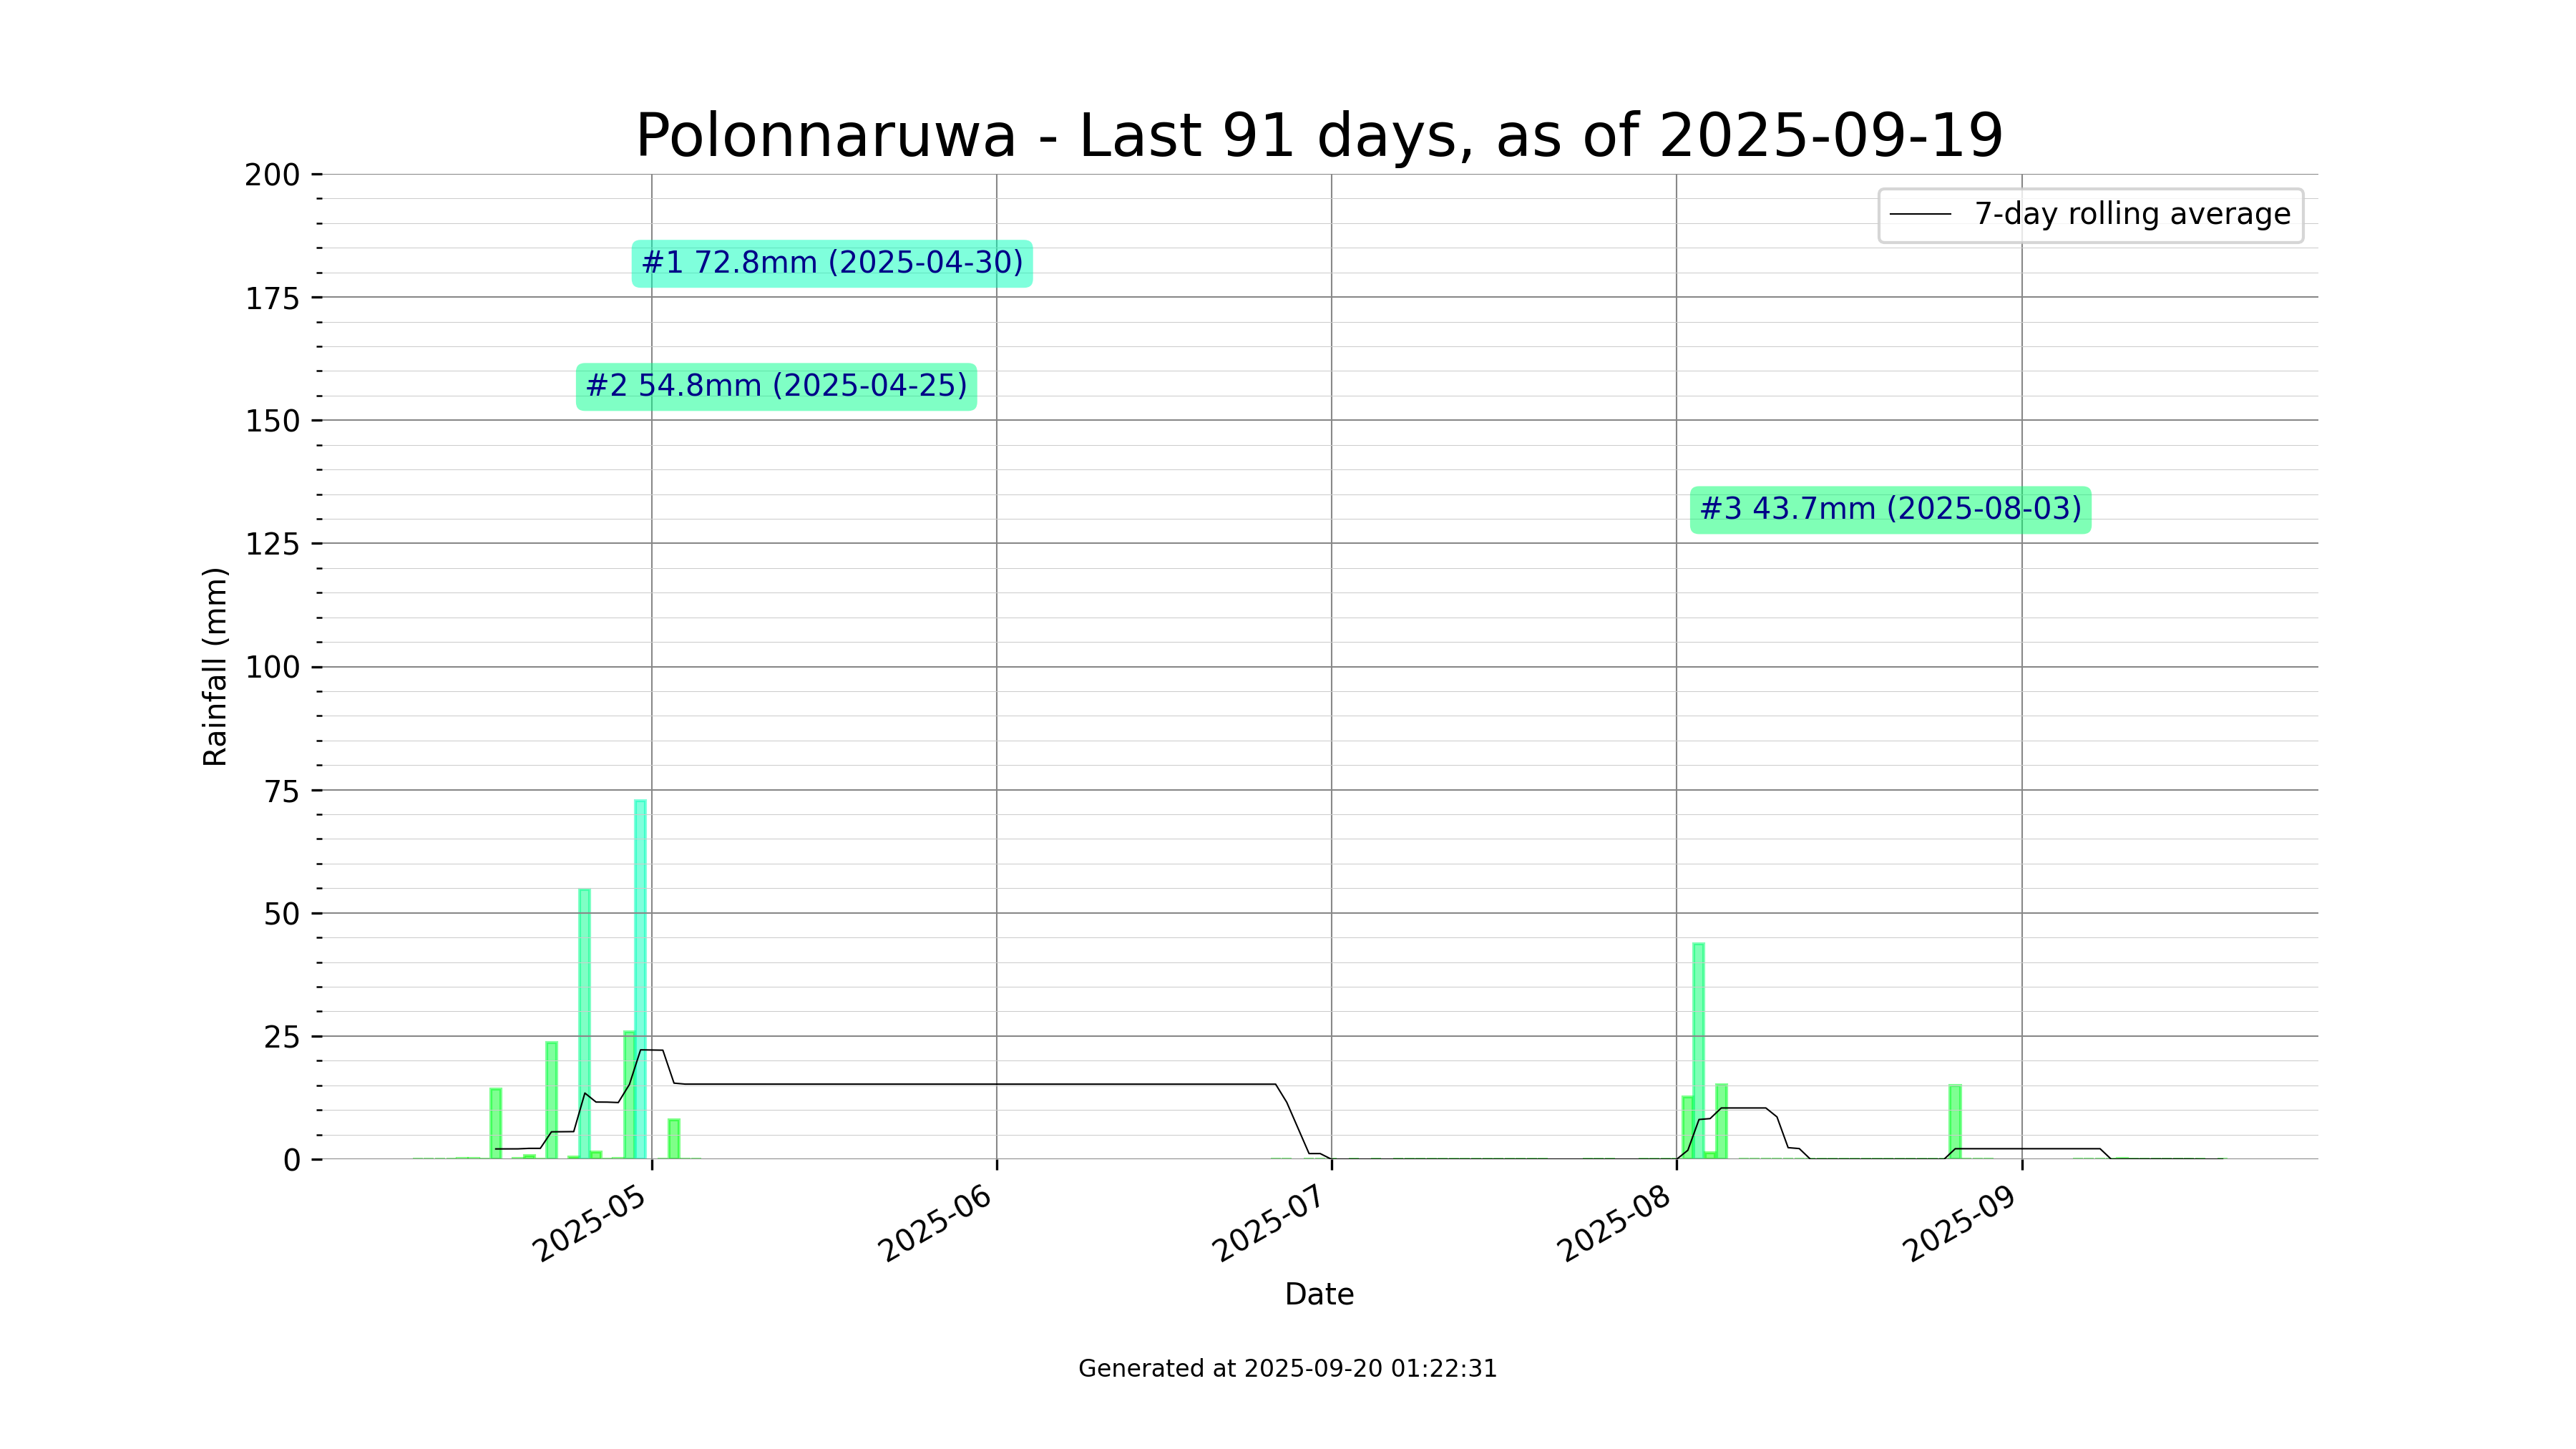 Polonnaruwa - Last 91 days, as of 2025-09-19
200
175
150
125
100
75
50
25
0
Rainfall (mm)
7-day rolling average
#1 72.8mm (2025-04-30)
#2 54.8mm (2025-04-25)
#3 43.7mm (2025-08-03)
2025-05
2025-06
2025-07
2025-08
2025-09
Date
Generated at 2025-09-20 01:22:31